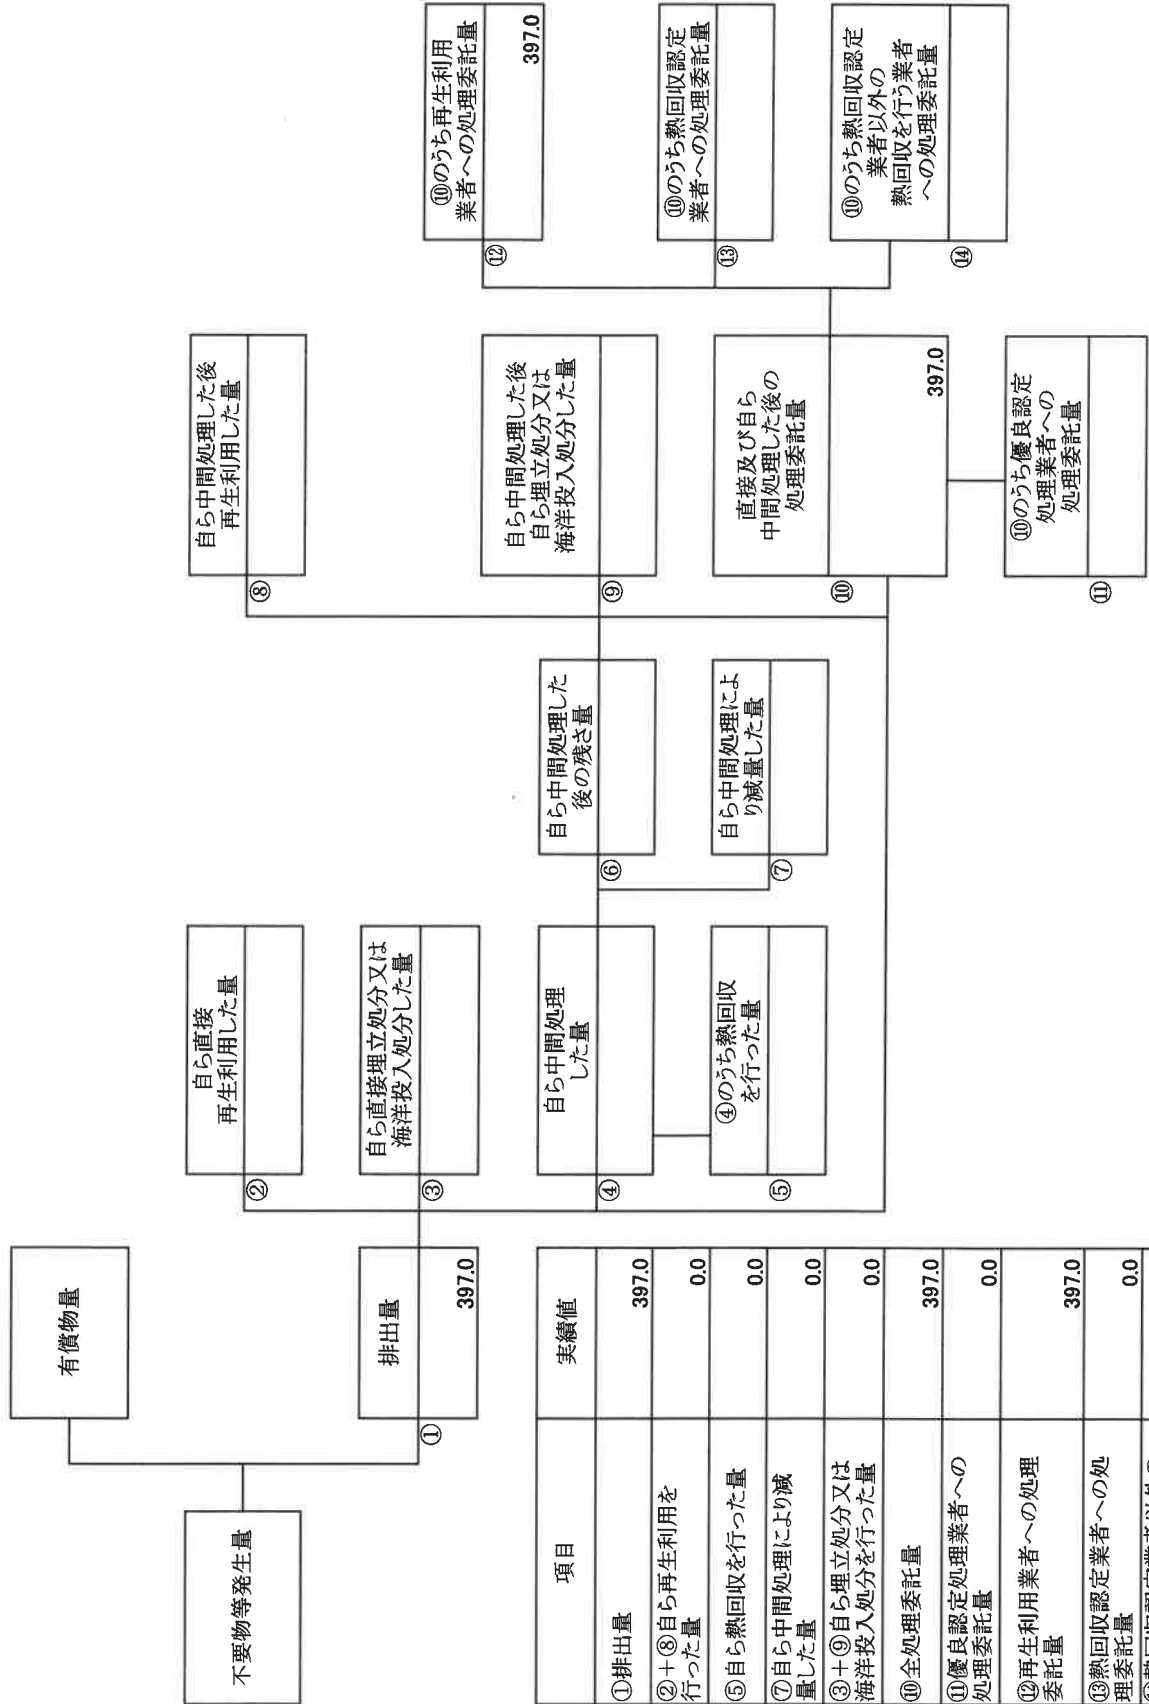 不要物等発生量
有償物量
排出量
①
397.0
自ら直接
再生利用した量
②
自ら直接埋立処分又は
海洋投入処分した量
③
自ら中間処理
した量
④
④のうち熱回収
を行った量
⑤
自ら中間処理した
後の残さ量
⑥
自ら中間処理によ
り減量した量
⑦
自ら中間処理した後
再生利用した量
⑧
自ら中間処理した後
自ら埋立処分又は
海洋投入処分した量
⑨
直接及び自ら
中間処理した後の
処理委託量
⑩
397.0
⑩のうち優良認定
処理業者への
処理委託量
⑪
⑩のうち再生利用
業者への処理委託量
⑫
397.0
⑩のうち熱回収認定
業者への処理委託量
⑬
⑩のうち熱回収認定
業者以外の
熱回収を行う業者
への処理委託量
⑭
項目 実績値
①排出量 397.0
②＋⑧自ら再生利用を
行った量 0.0
⑤自ら熱回収を行った量 0.0
⑦自ら中間処理により減
量した量 0.0
③＋⑨自ら埋立処分又は
海洋投入処分を行った量 0.0
⑩全処理委託量 397.0
⑪優良認定処理業者への
処理委託量 0.0
⑫再生利用業者への処理
委託量 397.0
⑬熱回収認定業者への処
理委託量 0.0